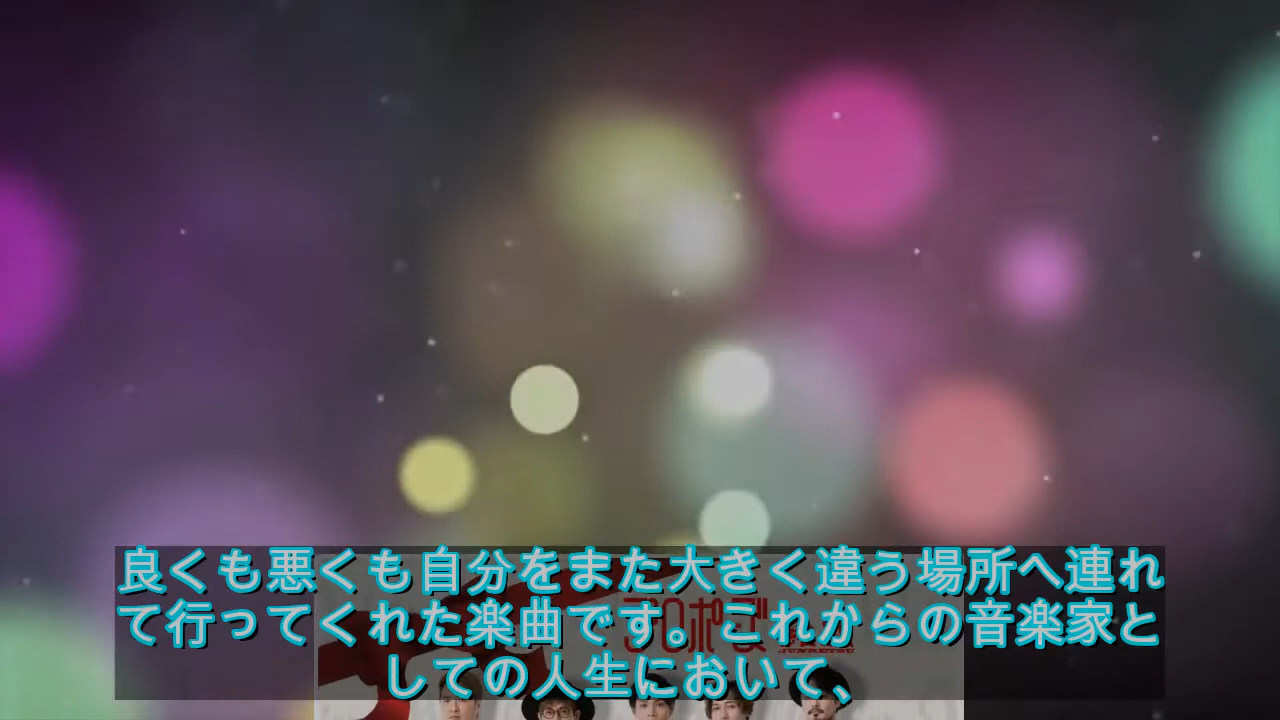 良くも悪くも自分をまた大きく違う場所へ連れ
て行ってくれた楽曲です。これからの音楽家と
しての人生において、